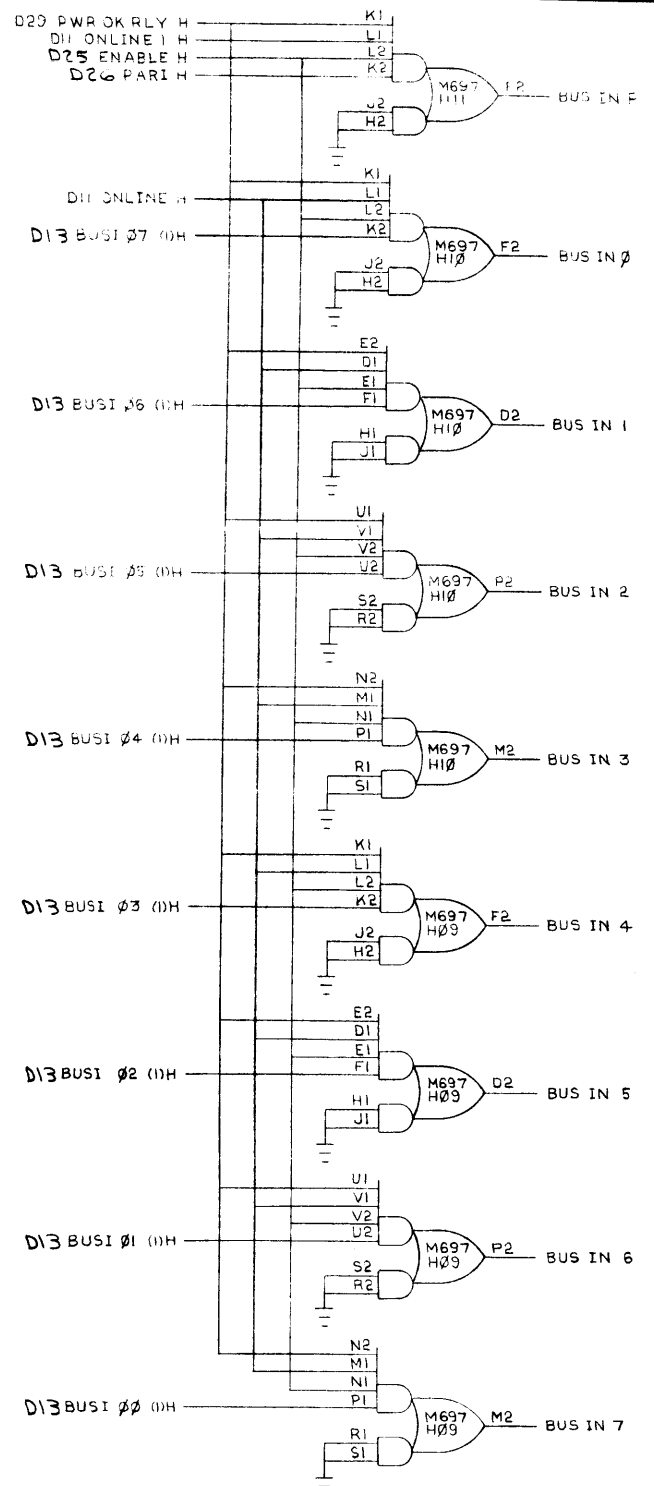 D29 PWR OK RLY H
K1
D11 ONLINE 1 H
L1
D25 ENABLE H
L2
D26 PARI H
K2
M697
H11
F2
BUS IN P
J2
H2
K1
D11 ONLINE H
L1
L2
D13 BUSI Ø7 (1)H
K2
M697
H1Ø
F2
BUS IN Ø
J2
H2
E2
D1
E1
D13 BUSI Ø6 (1)H
F1
M697
H1Ø
D2
BUS IN 1
H1
J1
U1
V1
V2
D13 BUSI Ø5 (1)H
U2
M697
H1Ø
P2
BUS IN 2
S2
R2
N2
M1
N1
D13 BUSI Ø4 (1)H
P1
M697
H1Ø
M2
BUS IN 3
R1
S1
K1
L1
L2
D13 BUSI Ø3 (1)H
K2
M697
HØ9
F2
BUS IN 4
J2
H2
E2
D1
E1
D13 BUSI Ø2 (1)H
F1
M697
HØ9
D2
BUS IN 5
H1
J1
U1
V1
V2
D13 BUSI Ø1 (1)H
U2
M697
HØ9
P2
BUS IN 6
S2
R2
N2
M1
N1
D13 BUSI ØØ (1)H
P1
M697
HØ9
M2
BUS IN 7
R1
S1